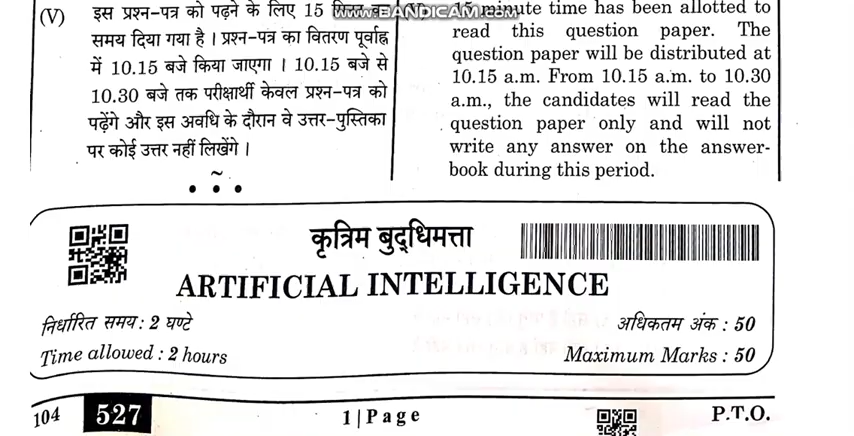 (V) इस प्रश्न-पत्र को पढ़ने के लिए 15
समय दिया गया है । प्रश्न-पत्र का वितरण पूर्वाह्न
में 10.15 बजे किया जाएगा । 10.15 बजे से
10.30 बजे तक परीक्षार्थी केवल प्रश्न-पत्र को
पढ़ेंगे और इस अवधि के दौरान वे उत्तर-पुस्तिका
पर कोई उत्तर नहीं लिखेंगे ।
WWW.BANDICAM.COM
15 minute time has been allotted to
read this question paper. The
question paper will be distributed at
10.15 a.m. From 10.15 a.m. to 10.30
a.m., the candidates will read the
question paper only and will not
write any answer on the answer-
book during this period.
कृत्रिम बुद्धिमत्ता
ARTIFICIAL INTELLIGENCE
निर्धारित समय : 2 घण्टे
अधिकतम अंक : 50
Time allowed : 2 hours
Maximum Marks : 50
104 527 1 | Page P.T.O.